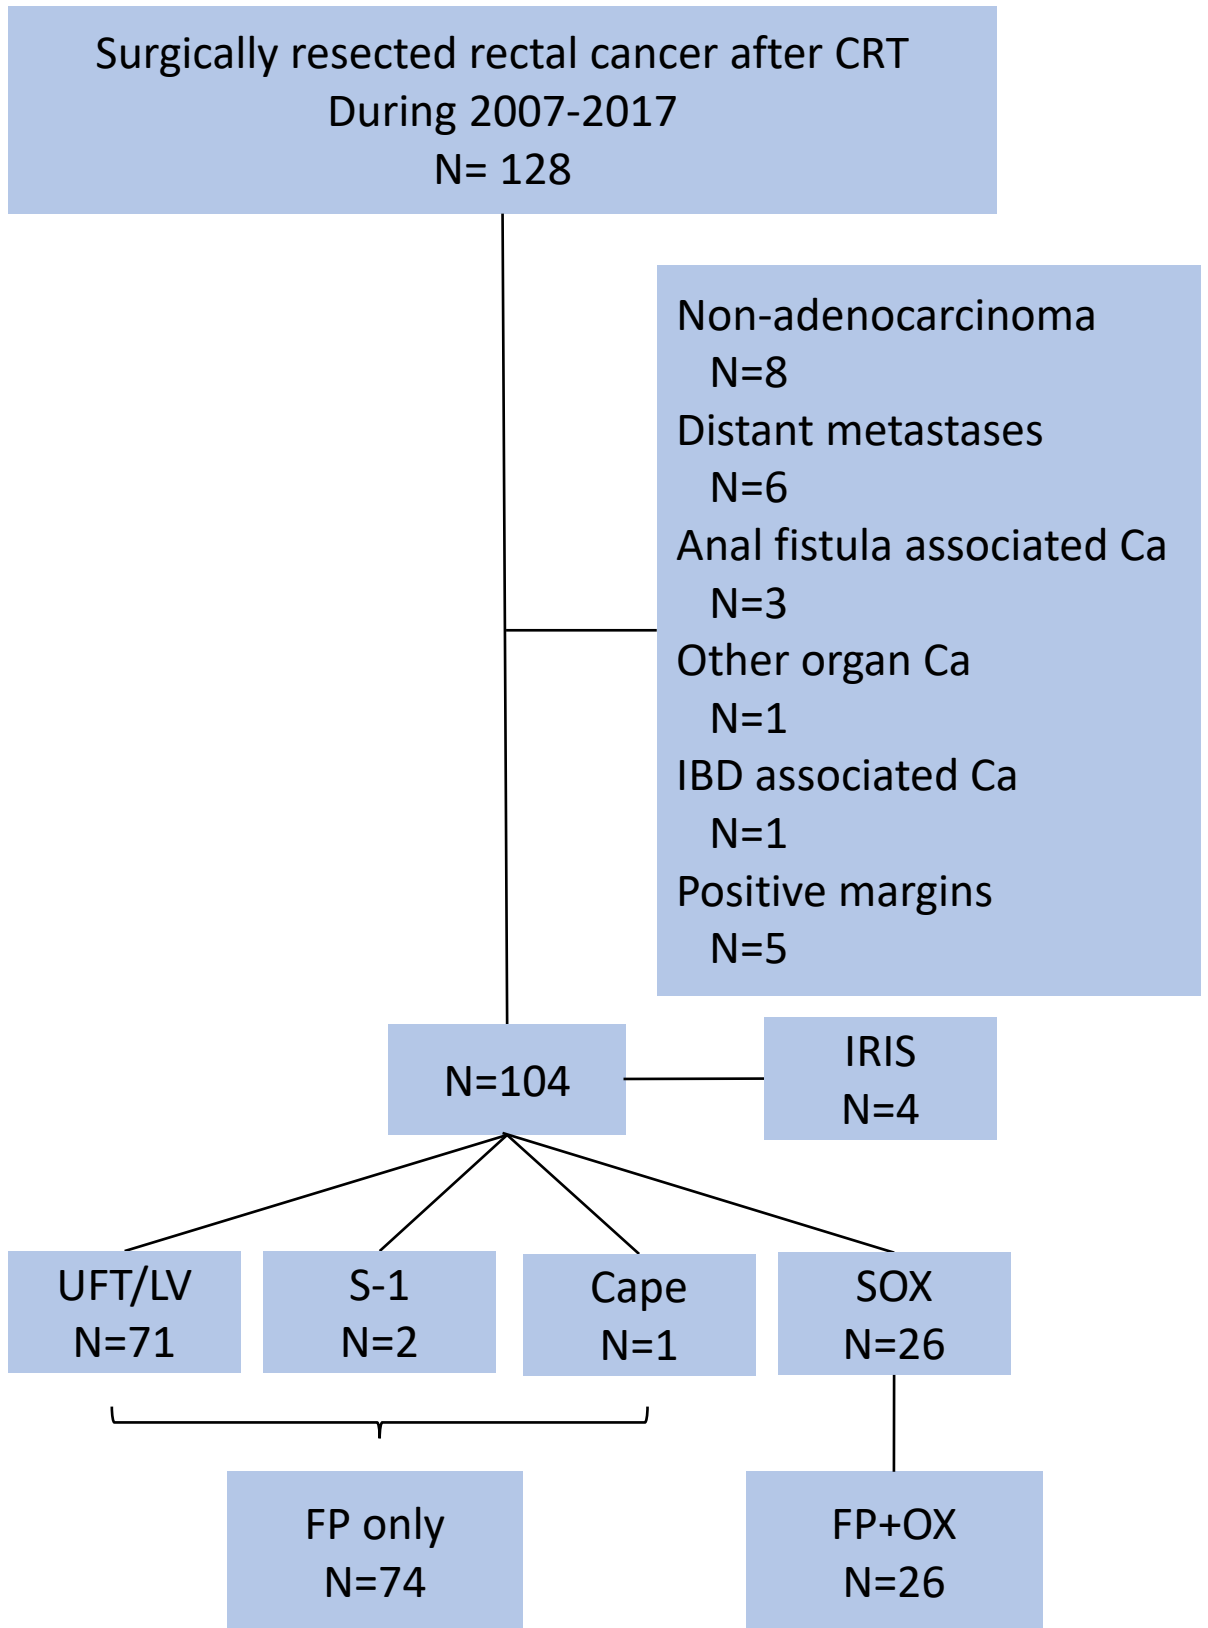 Surgically resected rectal cancer after CRT
During 2007-2017
N= 128
Non-adenocarcinoma
N=8
Distant metastases
N=6
Anal fistula associated Ca
N=3
Other organ Ca
N=1
IBD associated Ca
N=1
Positive margins
N=5
N=104
IRIS
N=4
UFT/LV
N=71
S-1
N=2
Cape
N=1
SOX
N=26
FP only
N=74
FP+OX
N=26